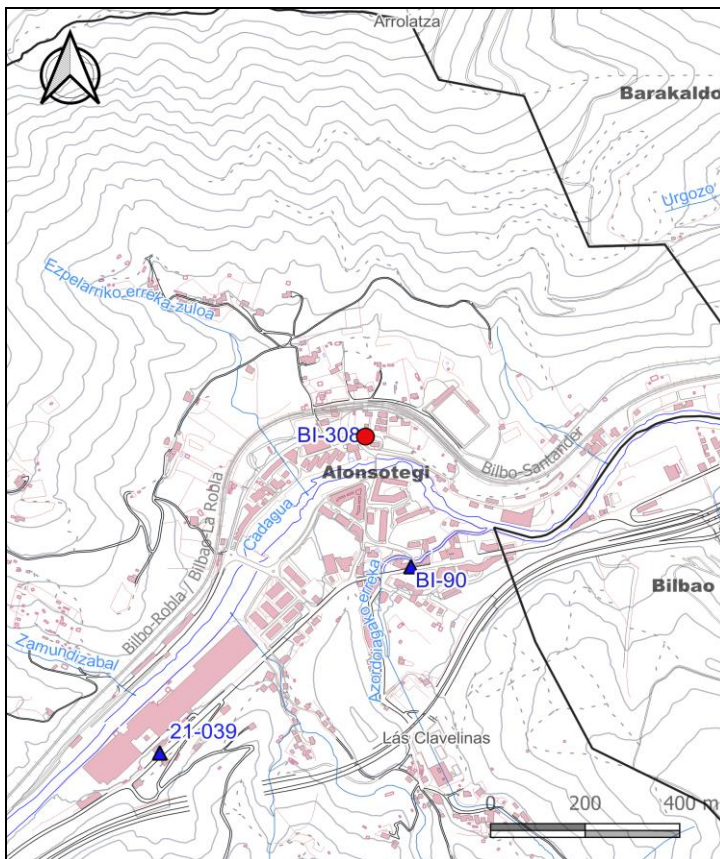 Arrolatza
Barakaldo
Urgozo
Ezpelarriko erreka-zuloa
BI-308
Bilbo-Santander
Alonsotegi
Bilbo-Robla / Bilbao-La Robla
Cadagua
BI-90
Bilbao
Azordoiagako erreka
Zamundizabal
21-039
Las Clavelinas
0 200 400 m